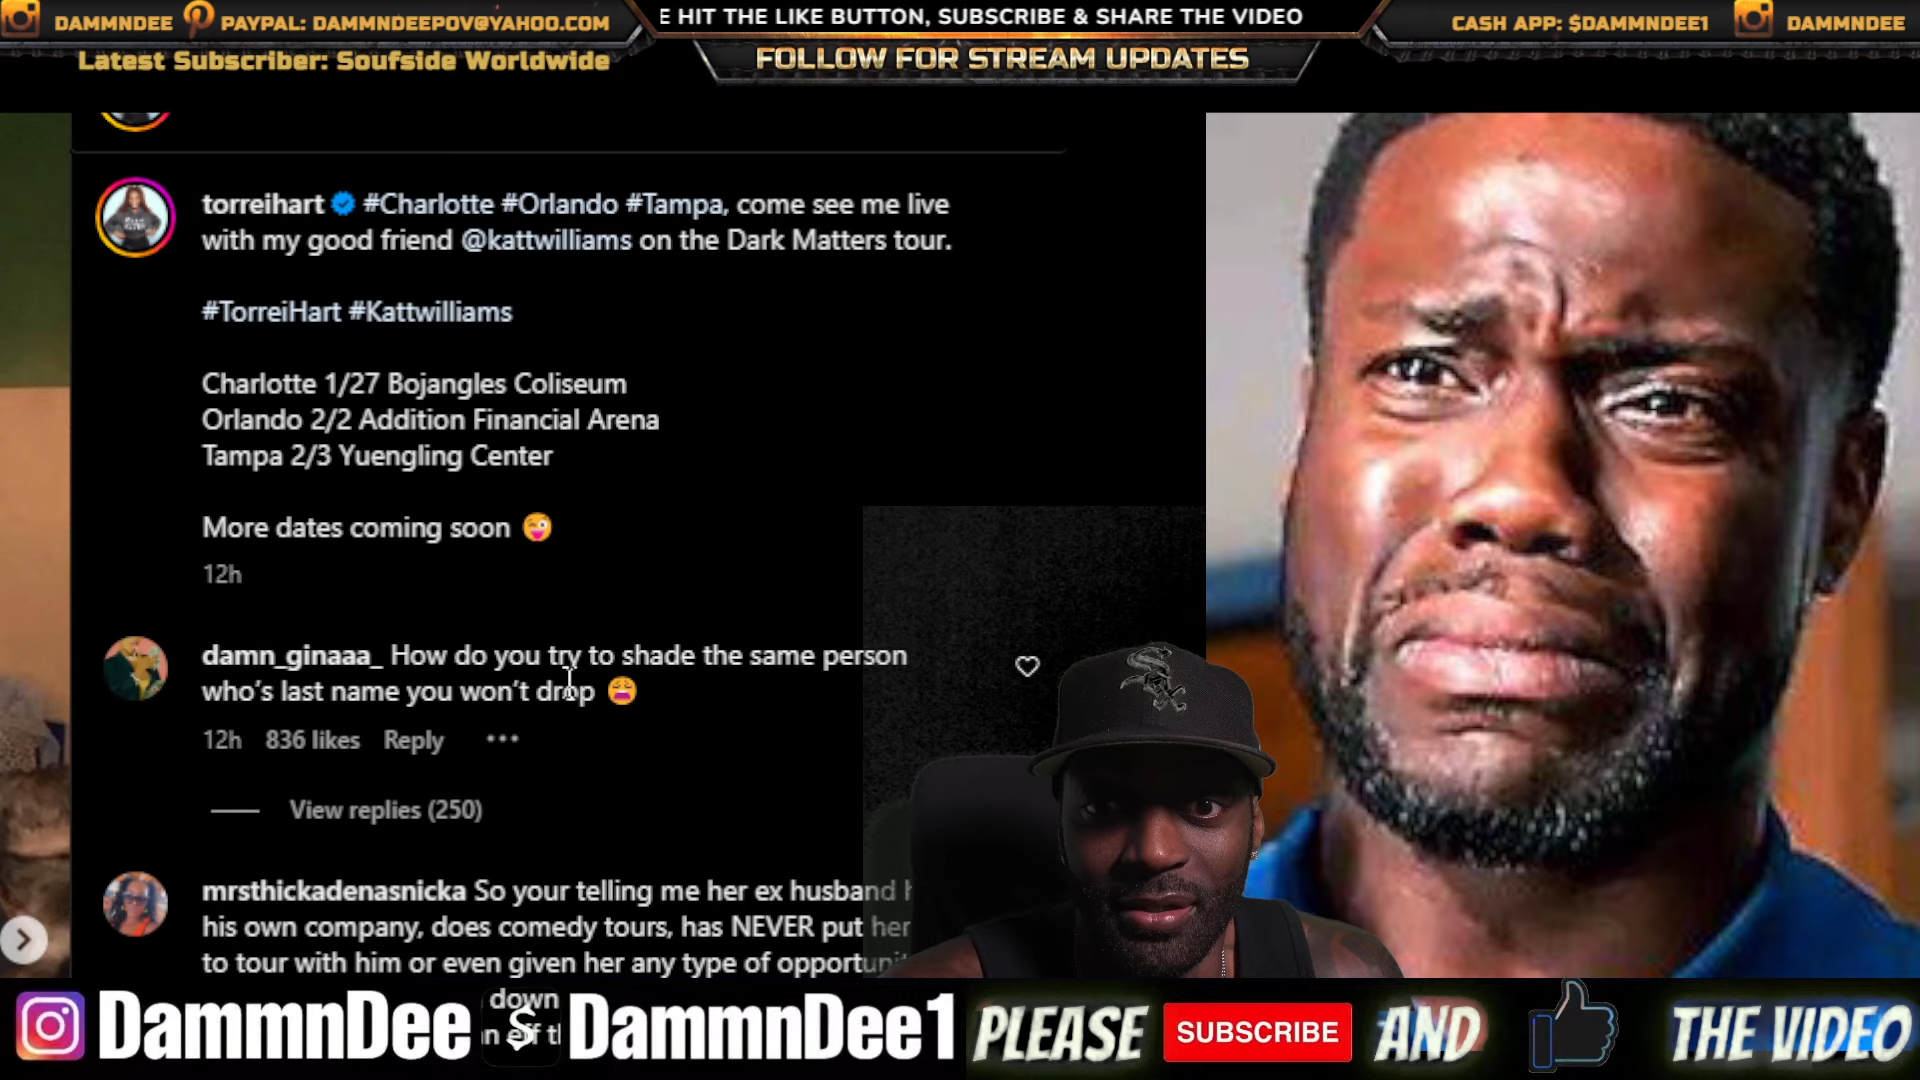 DAMMNDEE PAYPAL: DAMMNDEEPOV@YAHOO.COM
E HIT THE LIKE BUTTON, SUBSCRIBE & SHARE THE VIDEO
CASH APP: $DAMMNDEE1 DAMMNDEE
Latest Subscriber: Soufside Worldwide
FOLLOW FOR STREAM UPDATES
torreihart #Charlotte #Orlando #Tampa, come see me live
with my good friend @kattwilliams on the Dark Matters tour.
#TorreiHart #Kattwilliams
Charlotte 1/27 Bojangles Coliseum
Orlando 2/2 Addition Financial Arena
Tampa 2/3 Yuengling Center
More dates coming soon 😜
12h
damn_ginaaa_ How do you try to shade the same person
who's last name you won't drop 😩
12h 836 likes Reply •••
View replies (250)
mrsthickadenasnicka So your telling me her ex husband
his own company, does comedy tours, has NEVER put her
to tour with him or even given her any type of
down
DammnDee $ DammnDee1 PLEASE SUBSCRIBE AND THE VIDEO